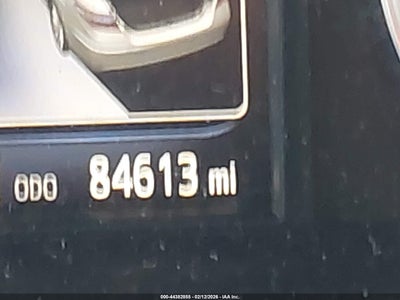 ODO 84613 mi
000-44382855 - 02/12/2026 - IAA Inc.